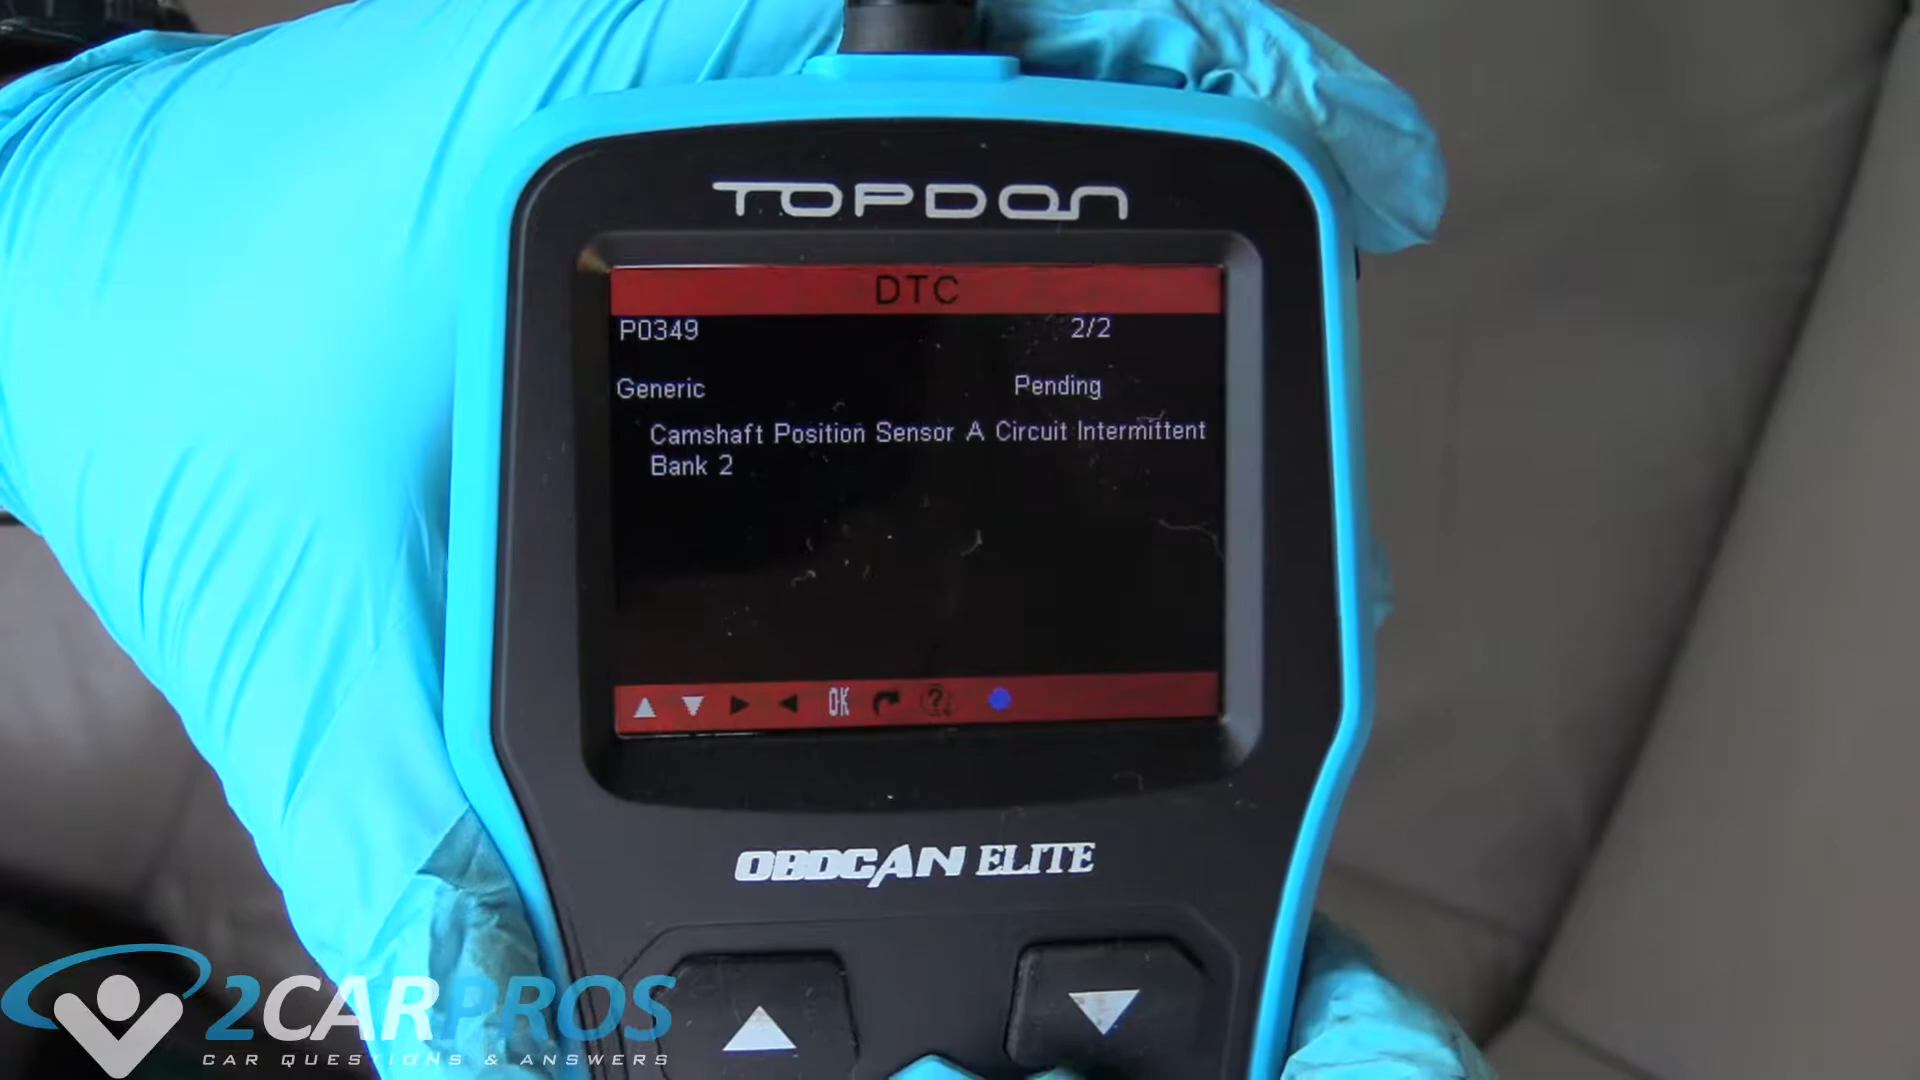 TOPDON
DTC
P0349 2/2
Generic Pending
Camshaft Position Sensor A Circuit Intermittent
Bank 2
OK
OBDCAN ELITE
2CARPROS
CAR QUESTIONS & ANSWERS